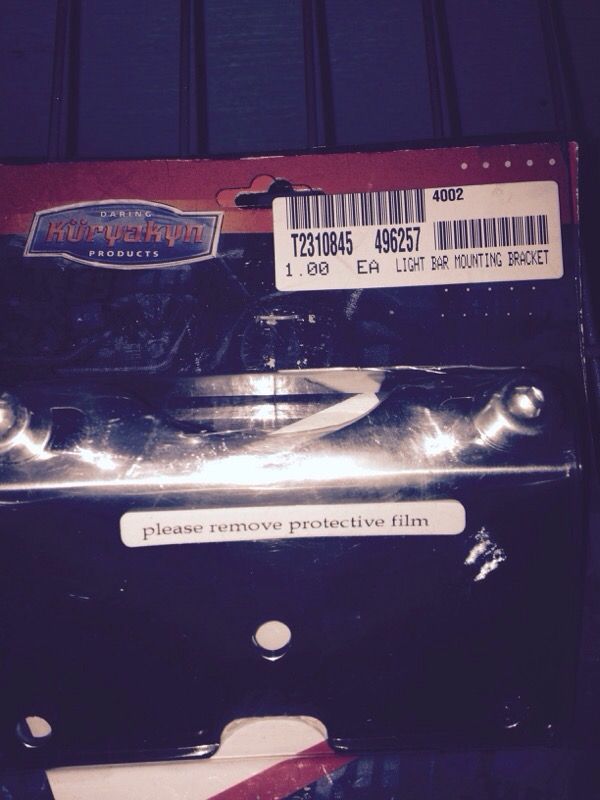 DARING
Küryakyn
PRODUCTS
4002
T2310845 496257
1.00 EA LIGHT BAR MOUNTING BRACKET
please remove protective film